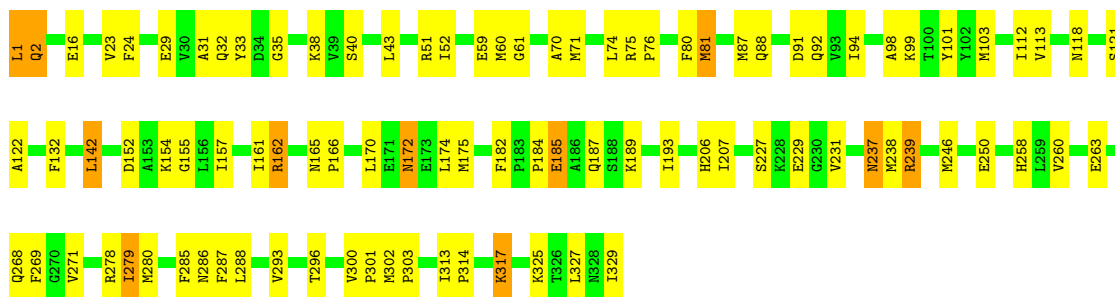 L1 Q2 E16 V23 F24 E29 V30 A31 Q32 Y33 D34 G35 K38 V39 S40 L43 R51 I52 E59 M60 G61 A70 M71 L74 R75 P76 F80 M81 M87 Q88 D91 Q92 V93 I94 A98 K99 T100 Y101 Y102 M103 I112 V113 N118 S121
A122 F132 L142 D152 A153 K154 G155 L156 I157 I161 R162 N165 P166 L170 E171 N172 E173 L174 M175 F182 P183 P184 E185 A186 Q187 S188 K189 I193 H206 I207 S227 K228 E229 G230 V231 N237 M238 R239 M246 E250 H258 L259 V260 E263
Q268 F269 G270 V271 R278 I279 M280 F285 N286 F287 L288 V293 T296 V300 P301 M302 P303 I313 P314 K317 K325 T326 L327 N328 I329